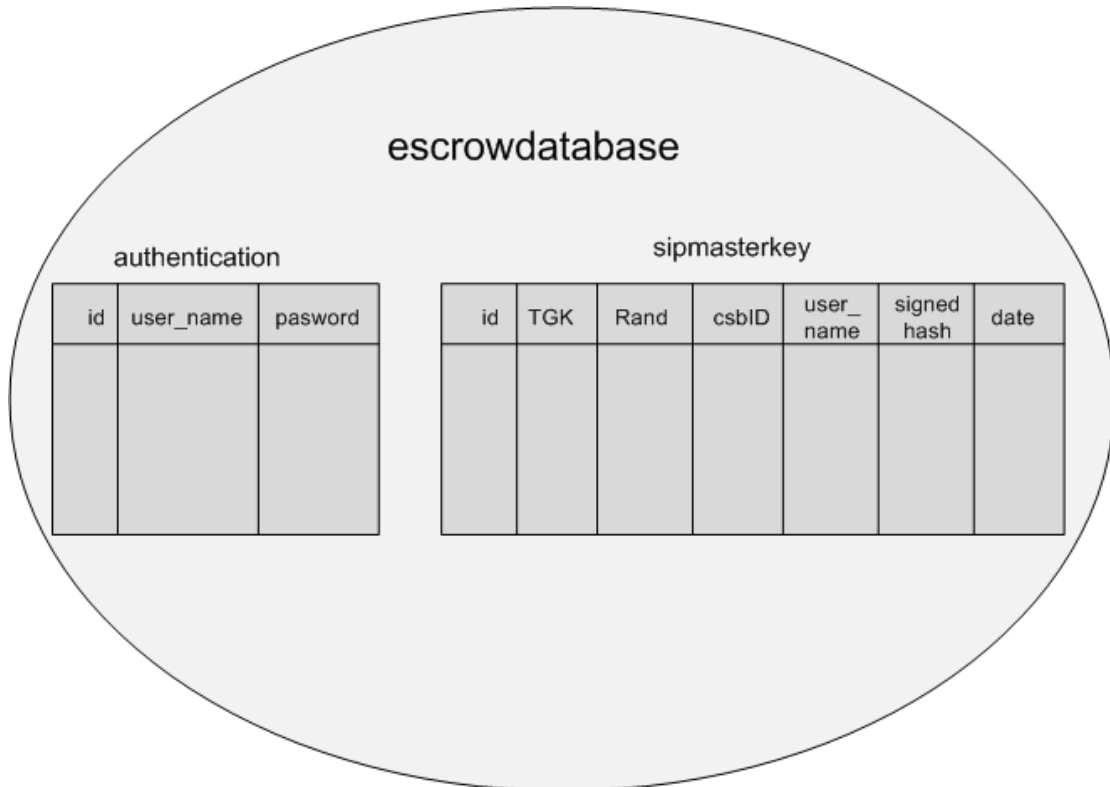 escrowdatabase
authentication
id user_name pasword
sipmasterkey
id TGK Rand csbID user_ signed date
name hash